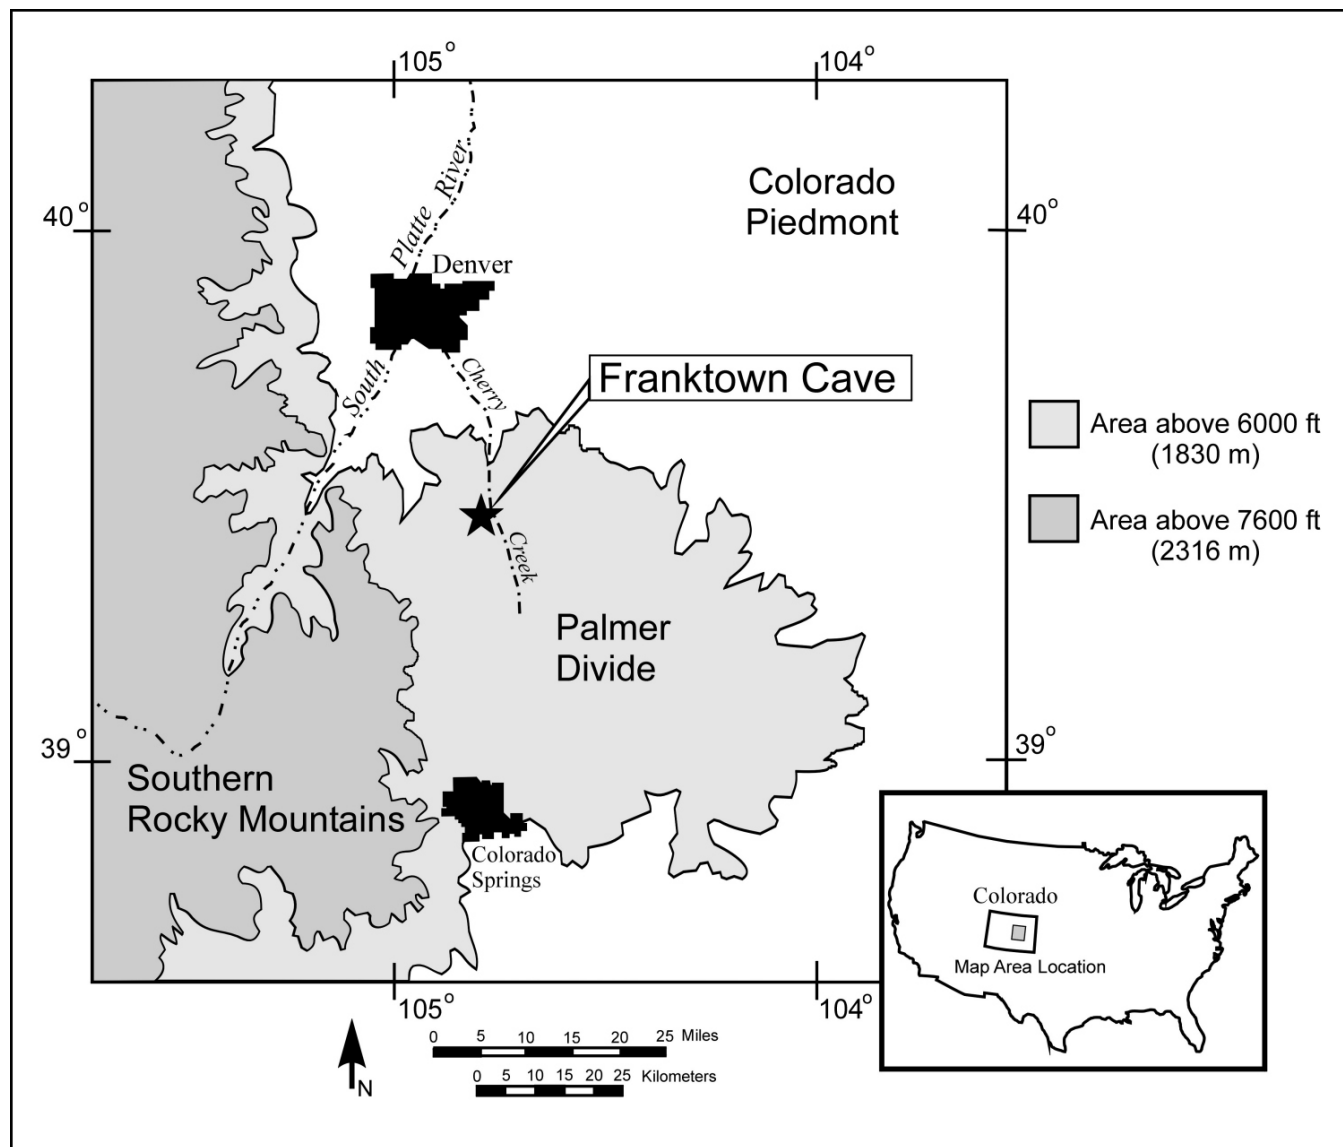 105°
104°
Colorado
Piedmont
40°
40°
Platte River
Denver
South
Cherry
Franktown Cave
Area above 6000 ft
(1830 m)
Area above 7600 ft
(2316 m)
Creek
Palmer
Divide
39°
39°
Southern
Rocky Mountains
Colorado
Springs
Colorado
Map Area Location
105°
104°
N
0 5 10 15 20 25 Miles
0 5 10 15 20 25 Kilometers